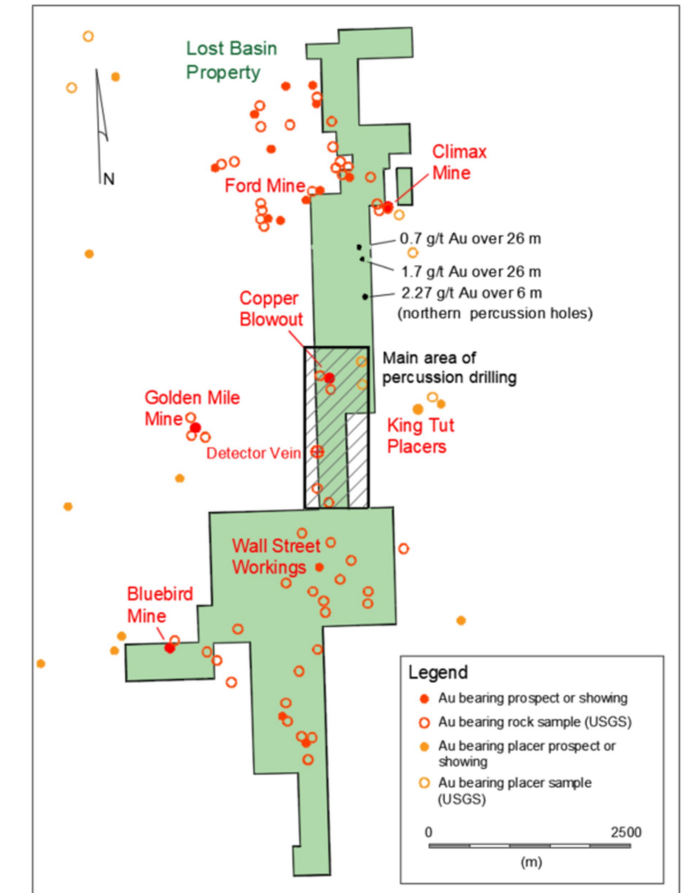 Lost Basin
Property
N
Climax
Mine
Ford Mine
0.7 g/t Au over 26 m
1.7 g/t Au over 26 m
2.27 g/t Au over 6 m
(northern percussion holes)
Copper
Blowout
Main area of
percussion drilling
Golden Mile
Mine
King Tut
Placers
Detector Vein
Wall Street
Workings
Bluebird
Mine
Legend
Au bearing prospect or showing
Au bearing rock sample (USGS)
Au bearing placer prospect or
showing
Au bearing placer sample
(USGS)
0 2500
(m)